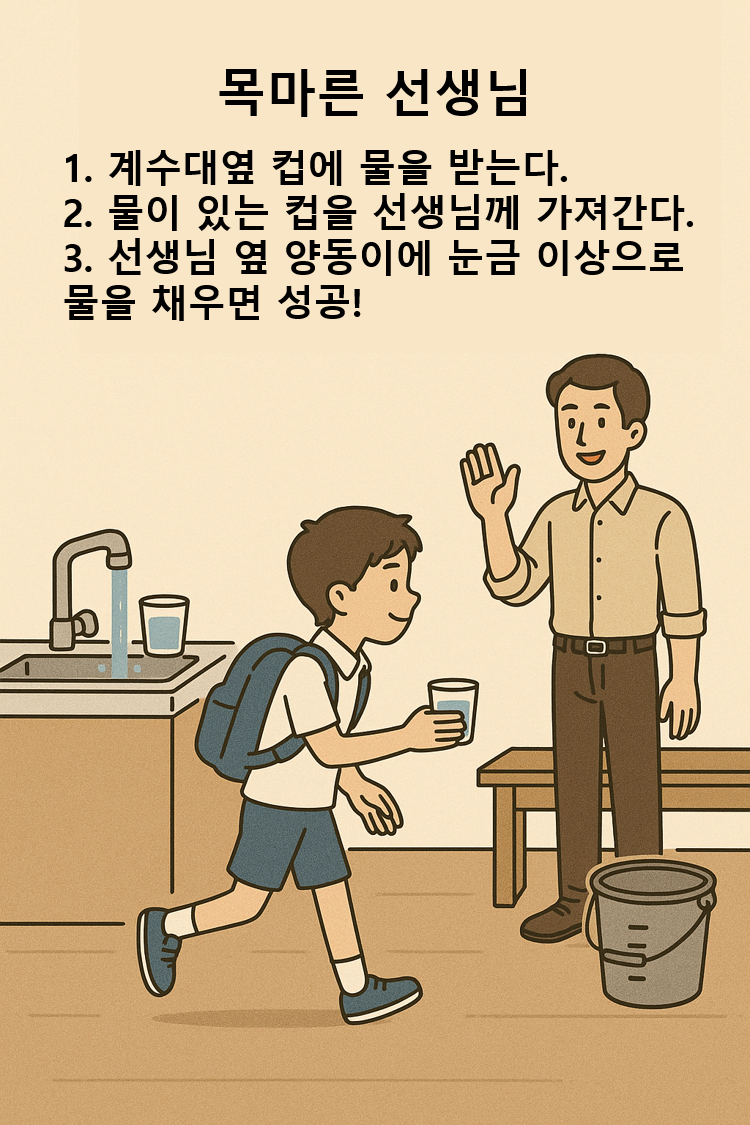 목마른 선생님
1. 계수대옆 컵에 물을 받는다.
2. 물이 있는 컵을 선생님께 가져간다.
3. 선생님 옆 양동이에 눈금 이상으로
물을 채우면 성공!